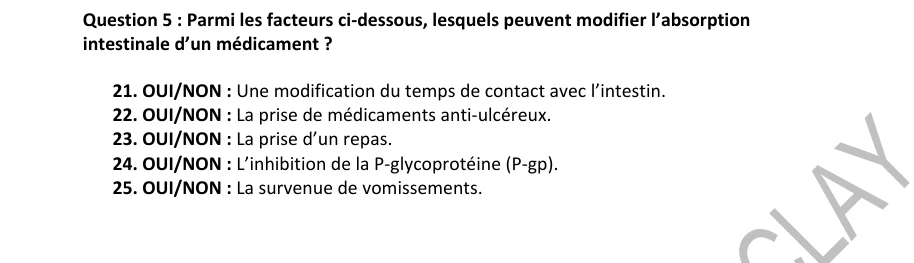 Question 5 : Parmi les facteurs ci-dessous, lesquels peuvent modifier l’absorption
intestinale d’un médicament ?
21. OUI/NON : Une modification du temps de contact avec l’intestin.
22. OUI/NON : La prise de médicaments anti-ulcéreux.
23. OUI/NON : La prise d’un repas.
24. OUI/NON : L’inhibition de la P-glycoprotéine (P-gp).
25. OUI/NON : La survenue de vomissements.
CLAY